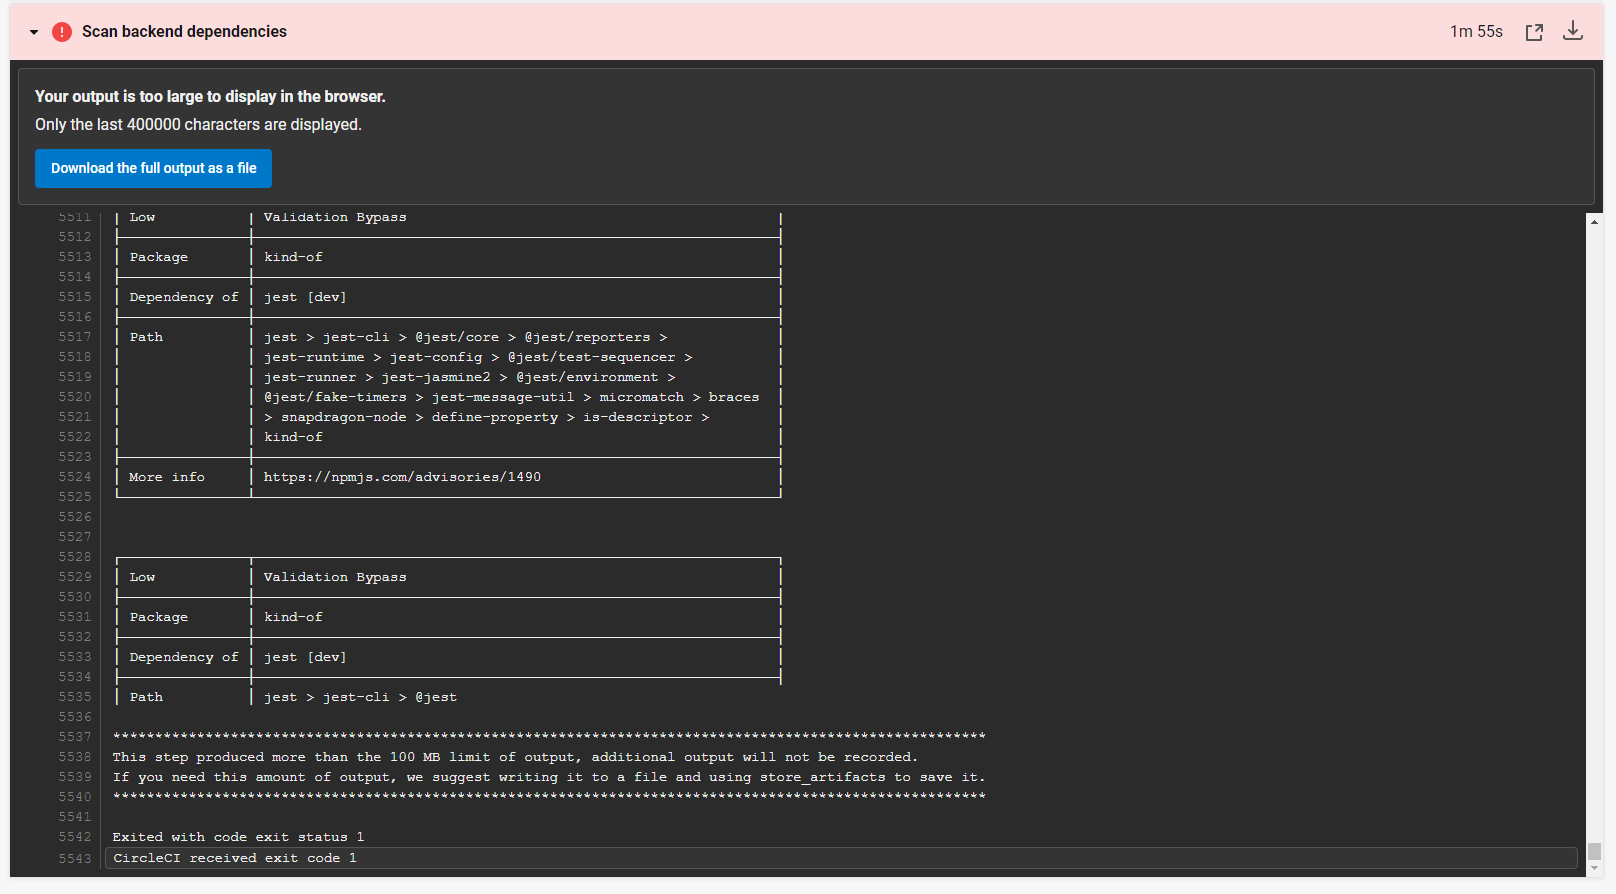 Scan backend dependencies 1m 55s
Your output is too large to display in the browser.
Only the last 400000 characters are displayed.
Download the full output as a file
5511 Low Validation Bypass
5512
5513 Package kind-of
5514
5515 Dependency of jest [dev]
5516
5517 Path jest > jest-cli > @jest/core > @jest/reporters >
5518 jest-runtime > jest-config > @jest/test-sequencer >
5519 jest-runner > jest-jasmine2 > @jest/environment >
5520 @jest/fake-timers > jest-message-util > micromatch > braces
5521 > snapdragon-node > define-property > is-descriptor >
5522 kind-of
5523
5524 More info https://npmjs.com/advisories/1490
5525
5526
5527
5528
5529 Low Validation Bypass
5530
5531 Package kind-of
5532
5533 Dependency of jest [dev]
5534
5535 Path jest > jest-cli > @jest
5536
5537 ********************************************************************************************************
5538 This step produced more than the 100 MB limit of output, additional output will not be recorded.
5539 If you need this amount of output, we suggest writing it to a file and using store_artifacts to save it.
5540 ********************************************************************************************************
5541
5542 Exited with code exit status 1
5543 CircleCI received exit code 1